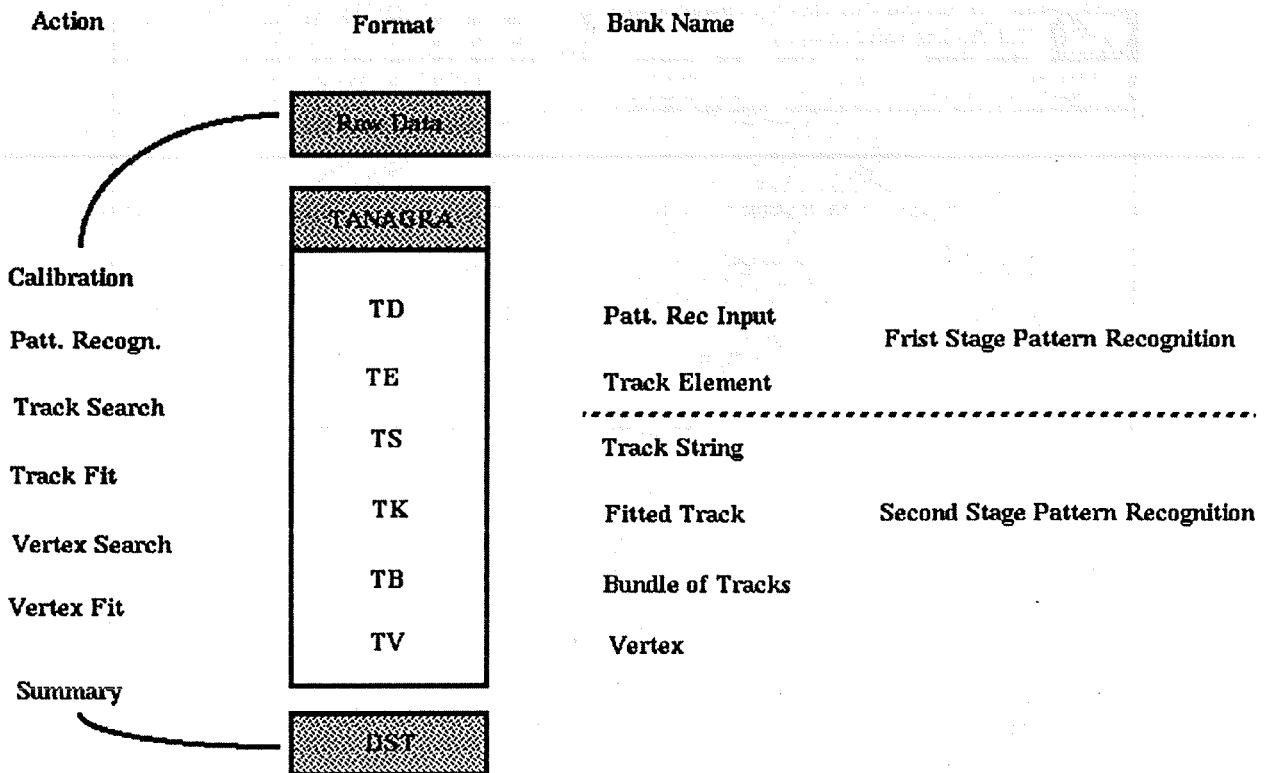 Action Format Bank Name
Raw Data
TANAGRA
Calibration
TD
Patt. Rec Input
Patt. Recogn.
Frist Stage Pattern Recognition
TE
Track Element
Track Search
TS
Track String
Track Fit
TK
Fitted Track
Second Stage Pattern Recognition
Vertex Search
TB
Bundle of Tracks
Vertex Fit
TV
Vertex
Summary
DST